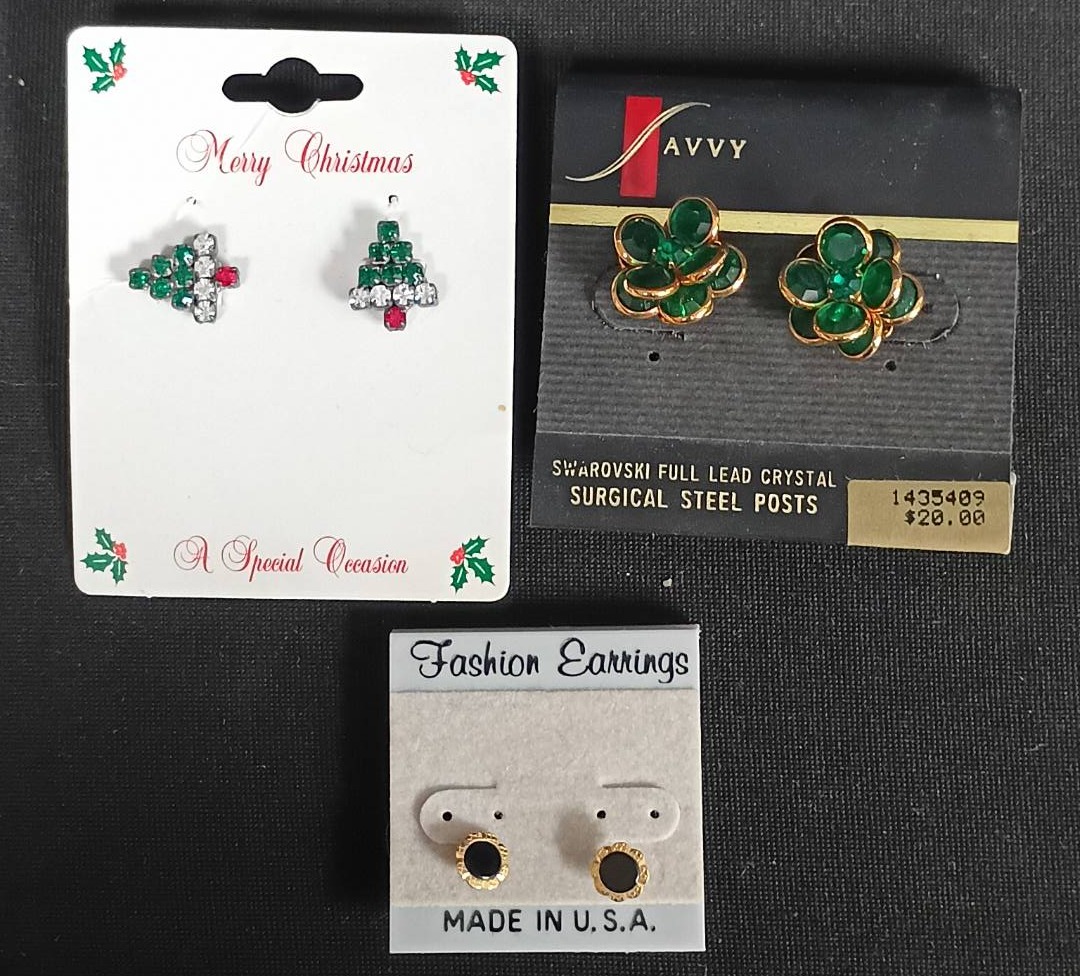 Merry Christmas
A Special Occasion
SAVVY
SWAROVSKI FULL LEAD CRYSTAL
SURGICAL STEEL POSTS
1435409
$20.00
Fashion Earrings
MADE IN U.S.A.